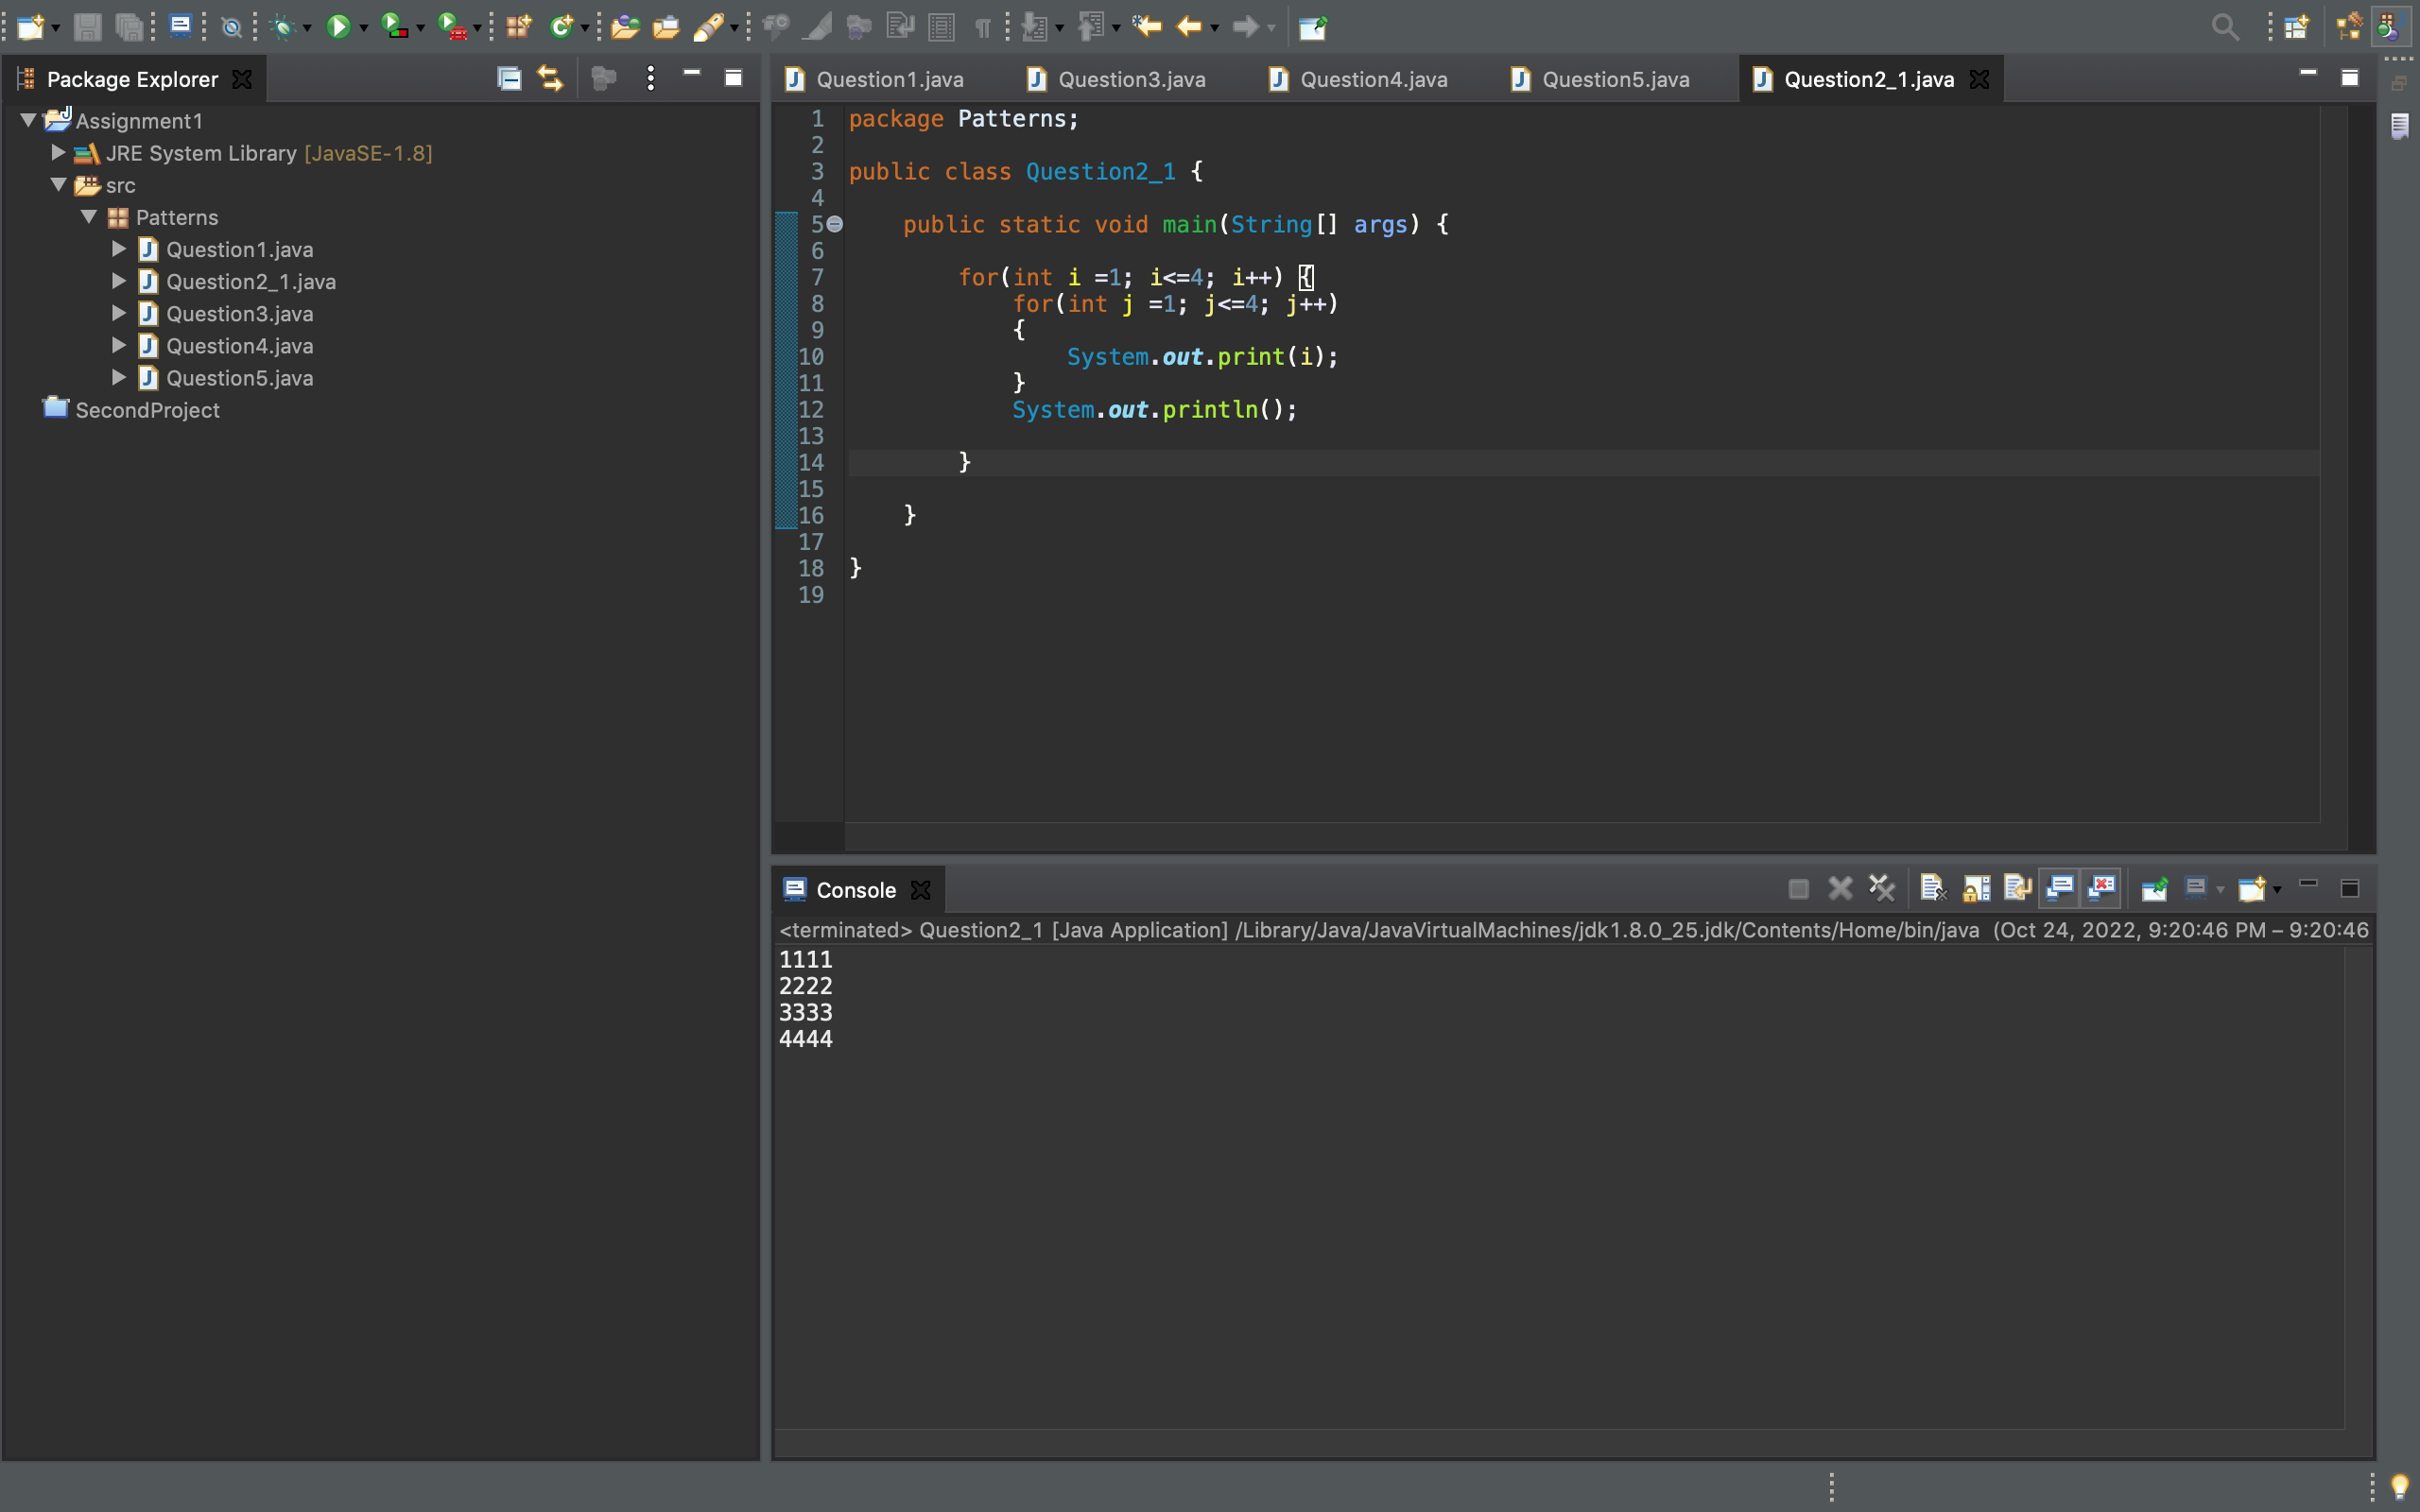 Package Explorer
Assignment1
JRE System Library [JavaSE-1.8]
src
Patterns
Question1.java
Question2_1.java
Question3.java
Question4.java
Question5.java
SecondProject
Question1.java Question3.java Question4.java Question5.java Question2_1.java
1 package Patterns;
2
3 public class Question2_1 {
4
5 public static void main(String[] args) {
6
7 for(int i =1; i<=4; i++) {
8 for(int j =1; j<=4; j++)
9 {
10 System.out.print(i);
11 }
12 System.out.println();
13
14 }
15
16 }
17
18 }
19
Console
<terminated> Question2_1 [Java Application] /Library/Java/JavaVirtualMachines/jdk1.8.0_25.jdk/Contents/Home/bin/java (Oct 24, 2022, 9:20:46 PM – 9:20:46
1111
2222
3333
4444